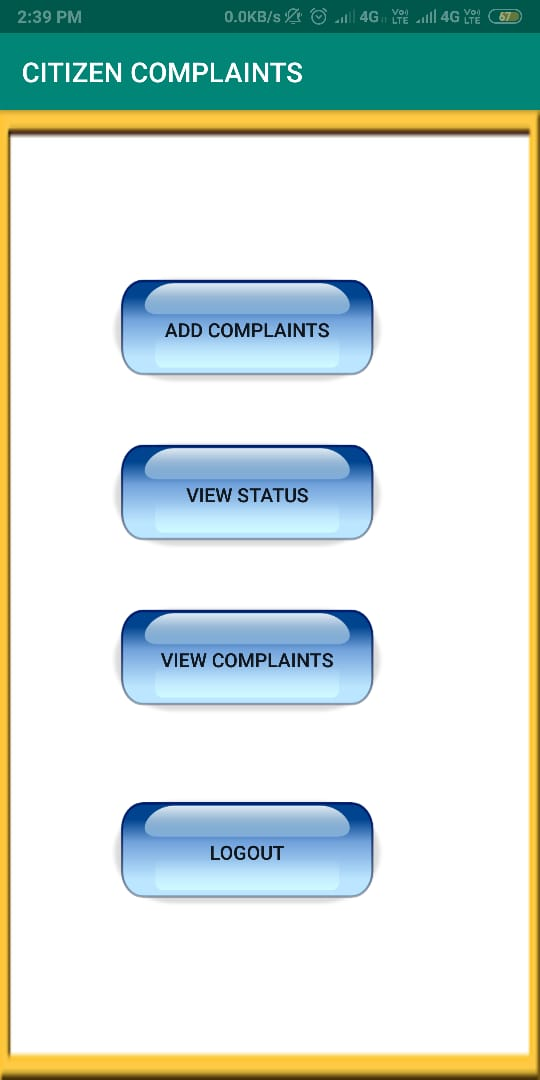 2:39 PM 0.0KB/s 4G Vo) LTE 4G Vo) LTE 67
CITIZEN COMPLAINTS
ADD COMPLAINTS
VIEW STATUS
VIEW COMPLAINTS
LOGOUT